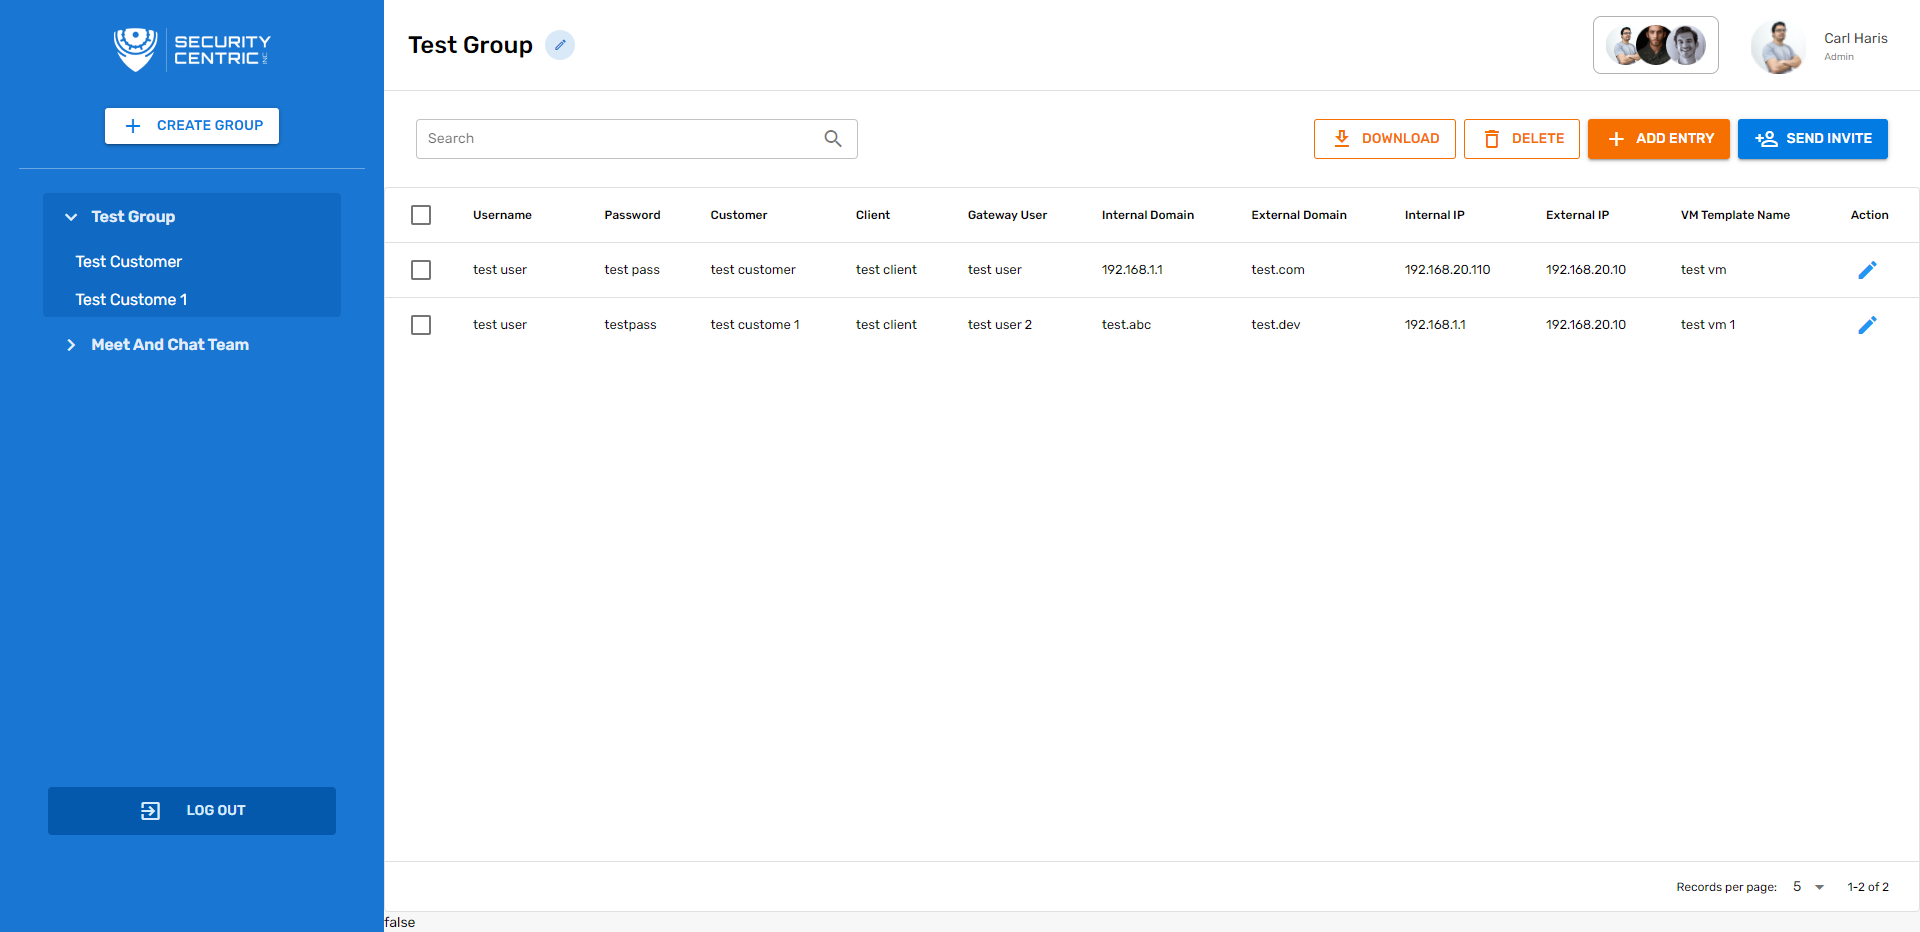 SECURITY
CENTRIC INC
CREATE GROUP
Test Group
Test Customer
Test Custome 1
Meet And Chat Team
LOG OUT
Test Group
Carl Haris
Admin
Search
DOWNLOAD DELETE ADD ENTRY SEND INVITE
Username Password Customer Client Gateway User Internal Domain External Domain Internal IP External IP VM Template Name Action
test user test pass test customer test client test user 192.168.1.1 test.com 192.168.20.110 192.168.20.10 test vm
test user testpass test custome 1 test client test user 2 test.abc test.dev 192.168.1.1 192.168.20.10 test vm 1
Records per page: 5 1-2 of 2
false